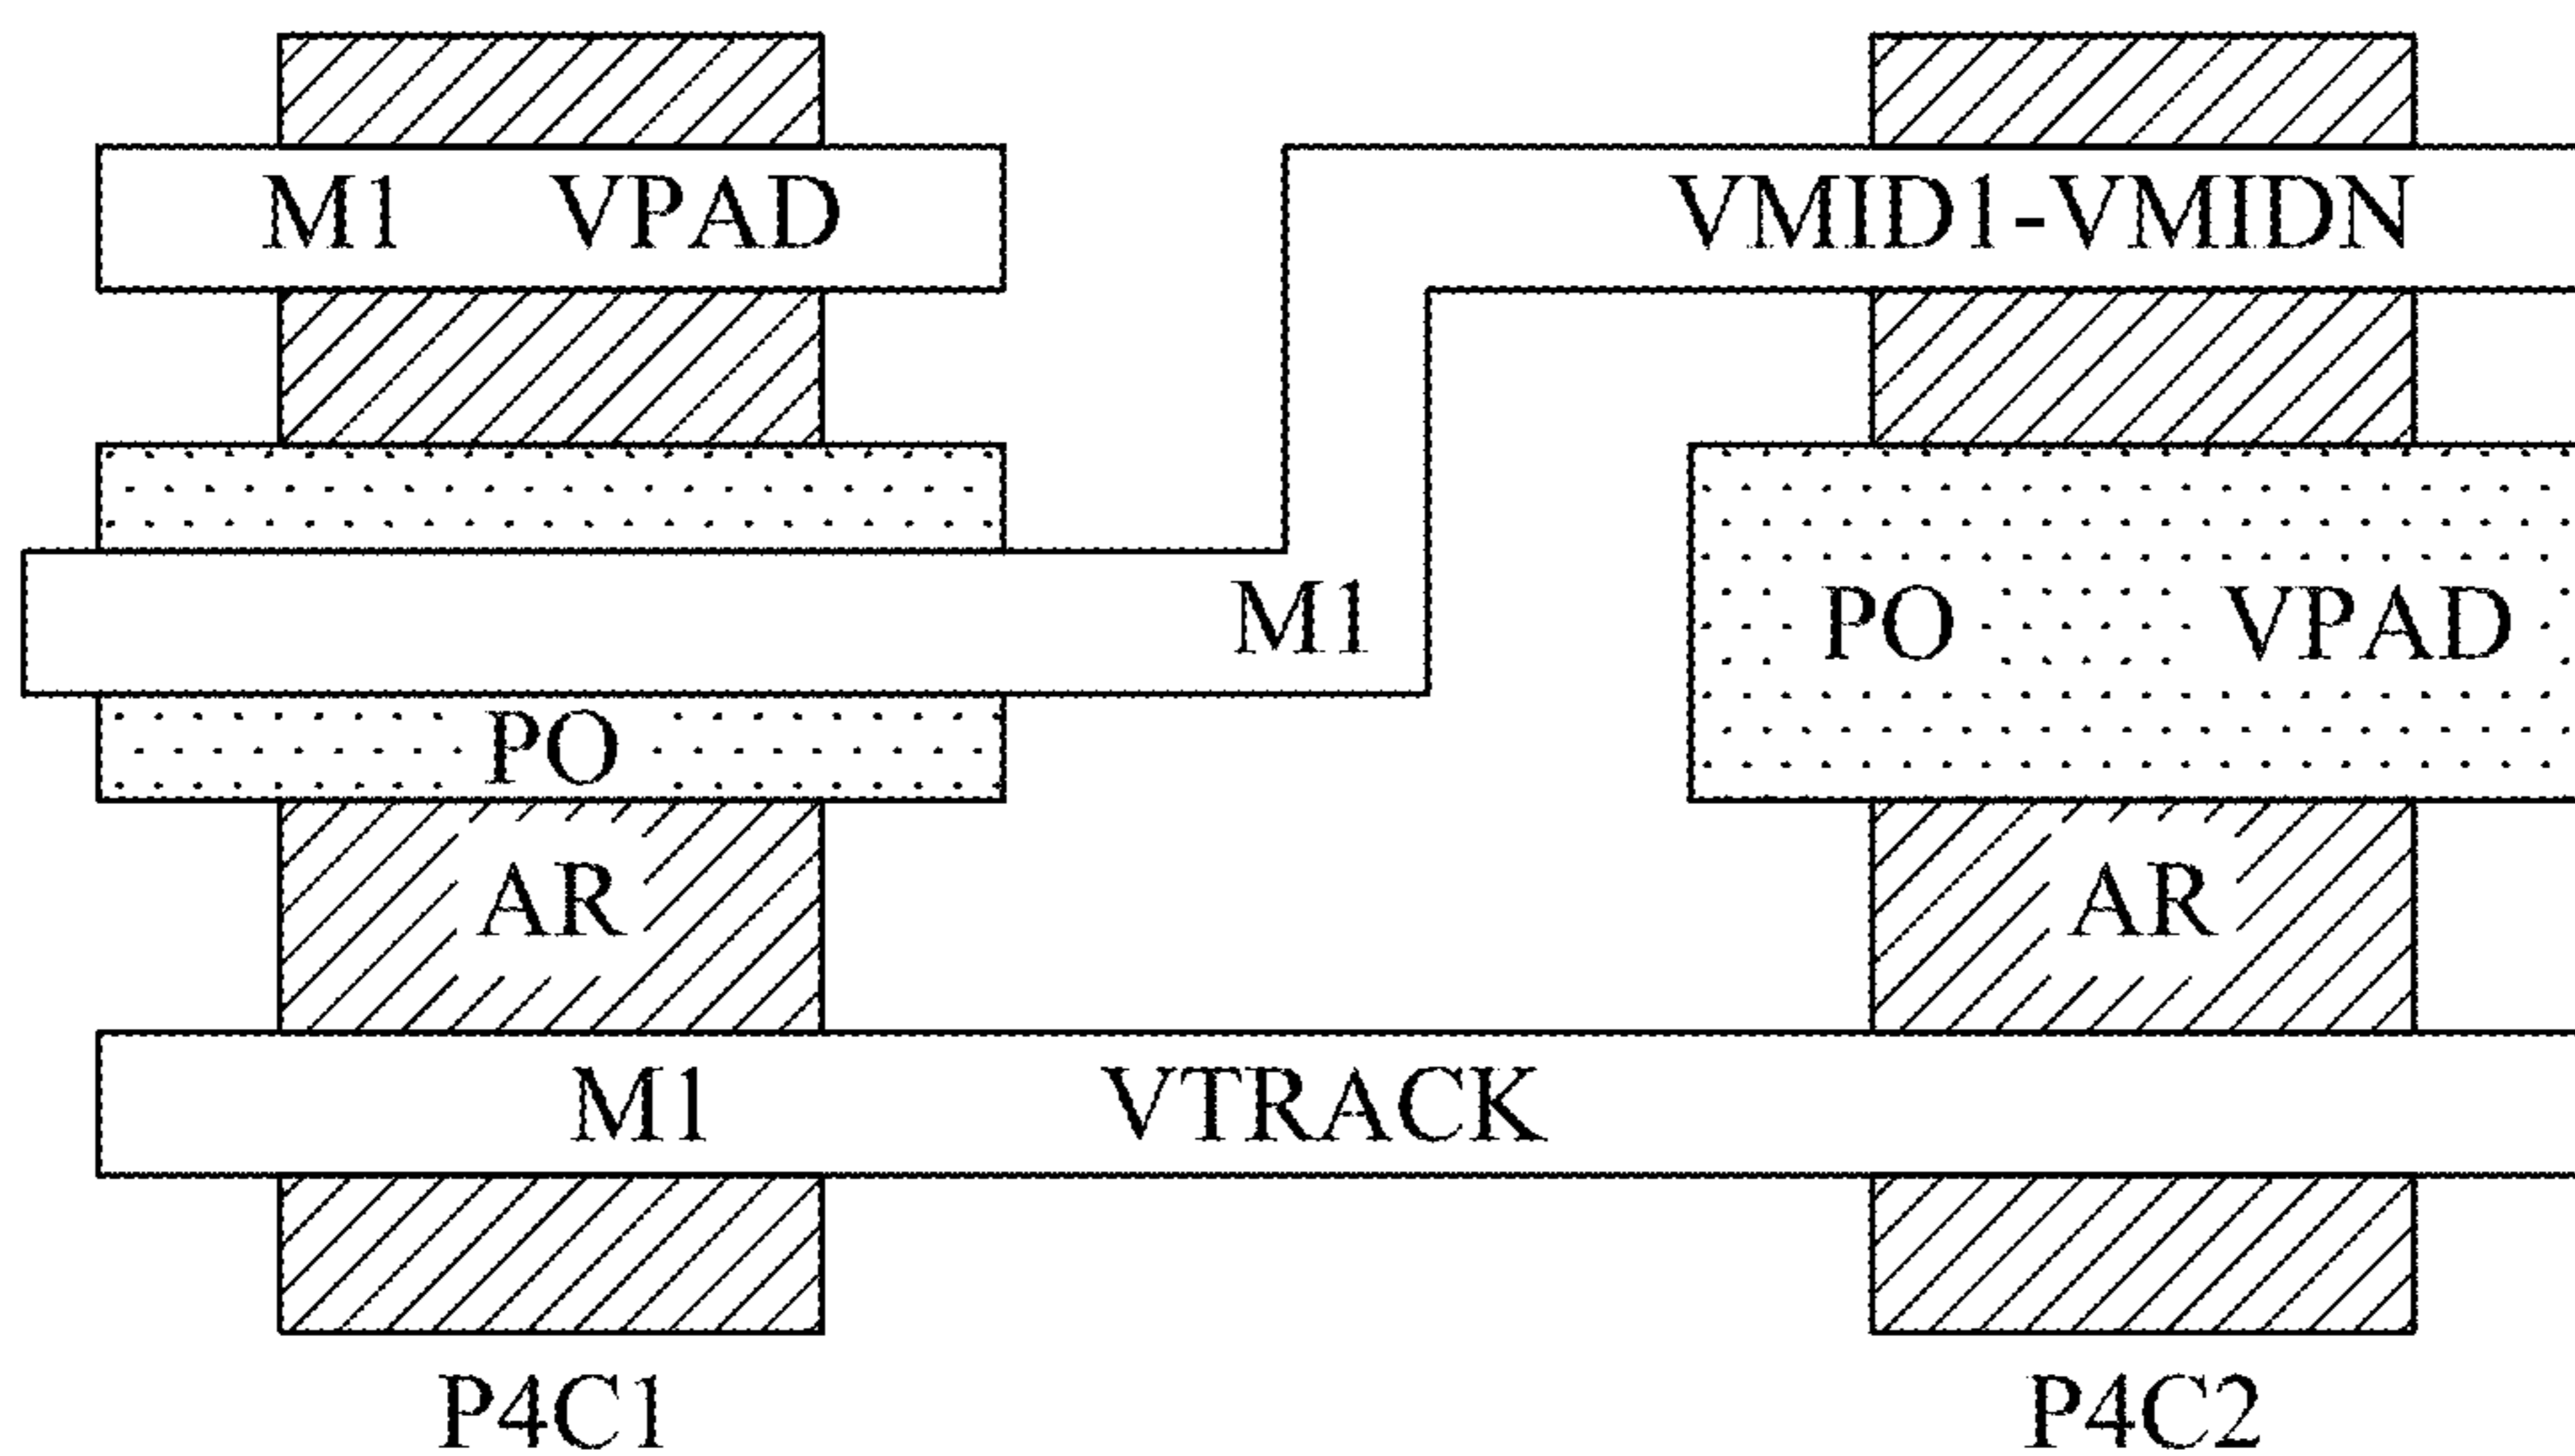 M1 VPAD
VMID1-VMIDN
M1
PO VPAD
PO
AR
AR
M1 VTRACK
P4C1
P4C2